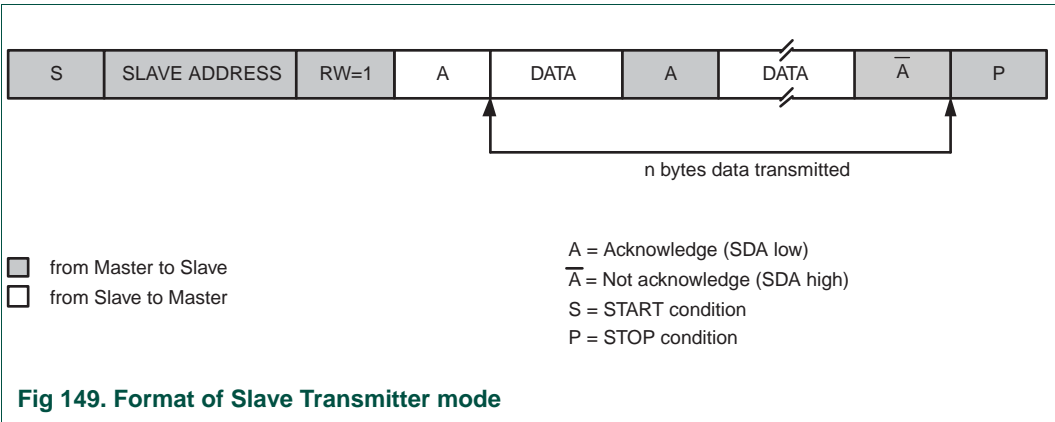 S SLAVE ADDRESS RW=1 A DATA A DATA A̅ P
n bytes data transmitted
from Master to Slave
from Slave to Master
A = Acknowledge (SDA low)
A̅ = Not acknowledge (SDA high)
S = START condition
P = STOP condition
Fig 149. Format of Slave Transmitter mode